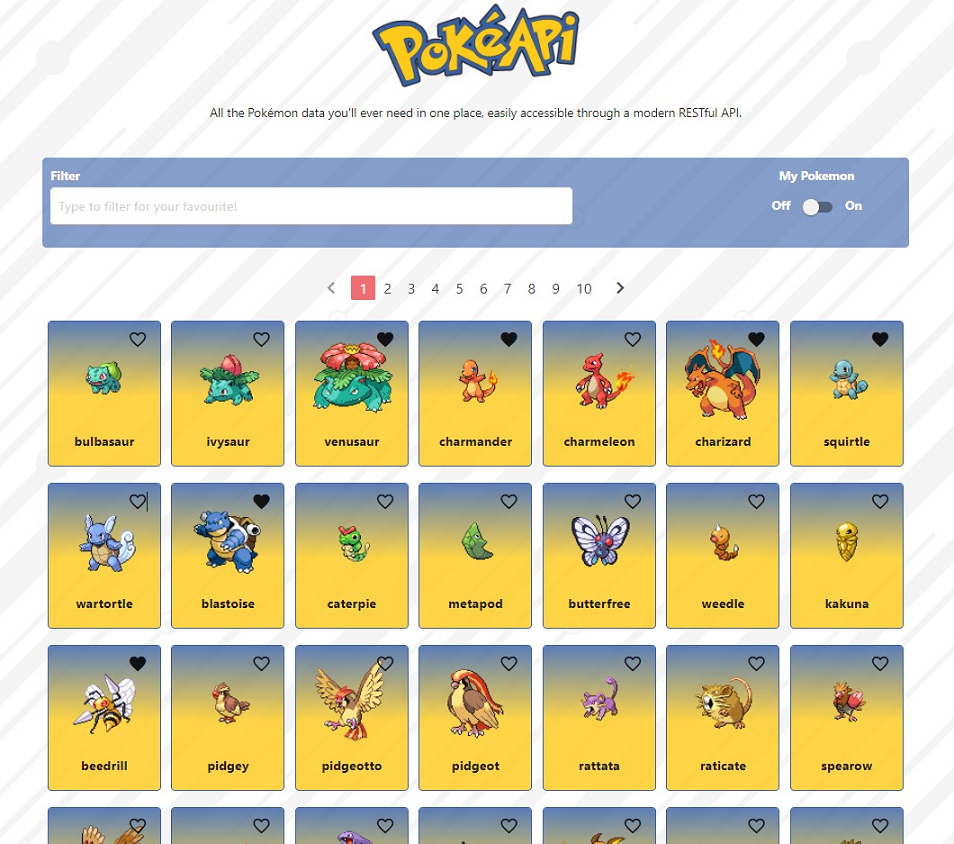 PokéApi
All the Pokémon data you'll ever need in one place, easily accessible through a modern RESTful API.
Filter
My Pokemon
Type to filter for your favourite!
Off On
1 2 3 4 5 6 7 8 9 10
bulbasaur ivysaur venusaur charmander charmeleon charizard squirtle
wartortle blastoise caterpie metapod butterfree weedle kakuna
beedrill pidgey pidgeotto pidgeot rattata raticate spearow